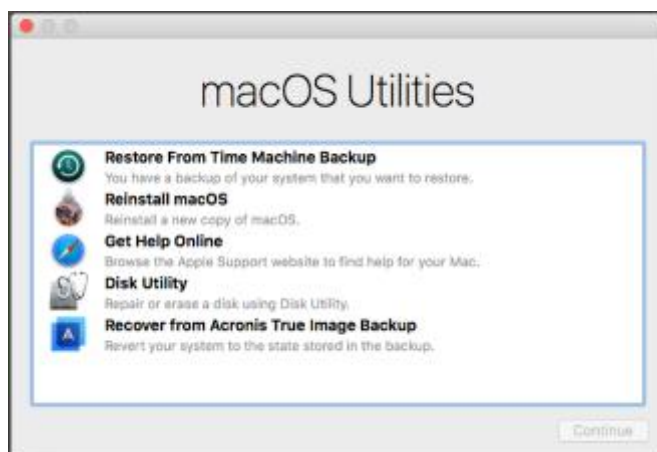 macOS Utilities
Restore From Time Machine Backup
You have a backup of your system that you want to restore.
Reinstall macOS
Reinstall a new copy of macOS.
Get Help Online
Browse the Apple Support website to find help for your Mac.
Disk Utility
Repair or erase a disk using Disk Utility.
Recover from Acronis True Image Backup
Revert your system to the state stored in the backup.
Continue